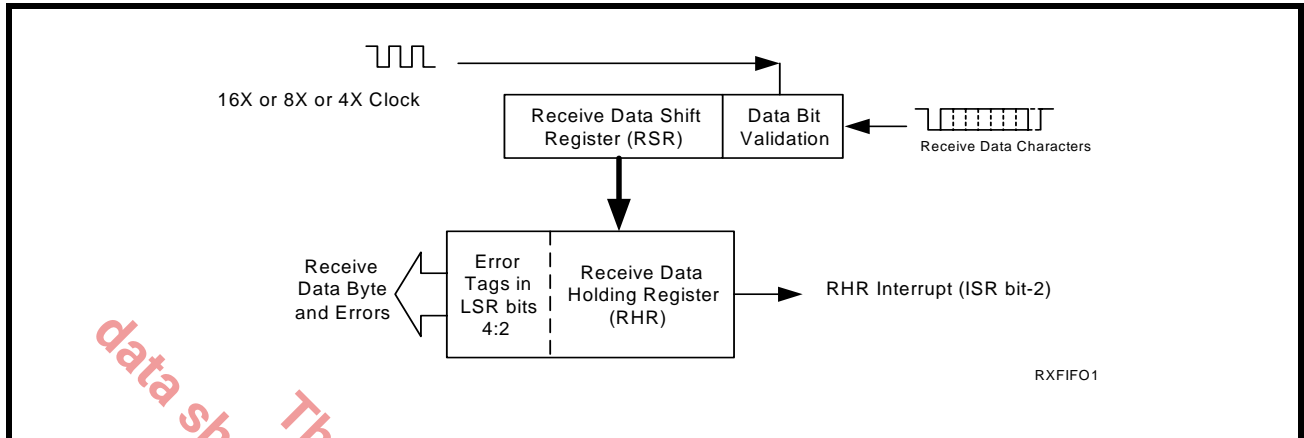 16X or 8X or 4X Clock
Receive Data Shift
Register (RSR)
Data Bit
Validation
Receive Data Characters
Receive
Data Byte
and Errors
Error
Tags in
LSR bits
4:2
Receive Data
Holding Register
(RHR)
RHR Interrupt (ISR bit-2)
RXFIFO1
data sh
Th